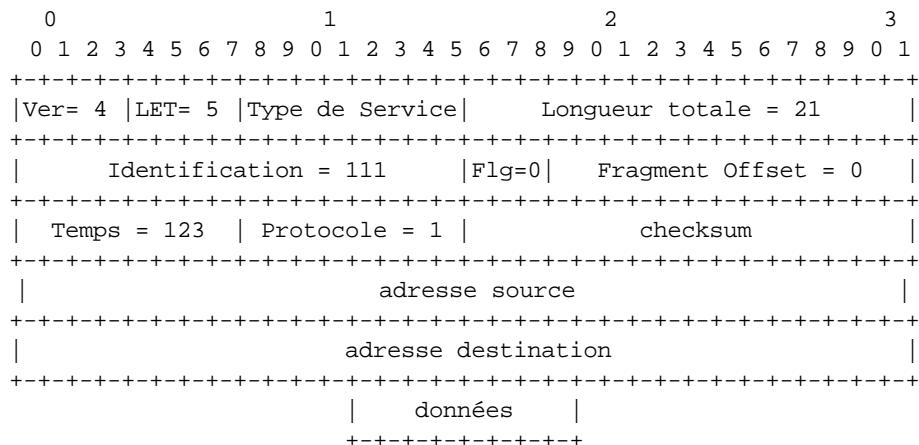 0                   1                   2                   3
0 1 2 3 4 5 6 7 8 9 0 1 2 3 4 5 6 7 8 9 0 1 2 3 4 5 6 7 8 9 0 1
+-+-+-+-+-+-+-+-+-+-+-+-+-+-+-+-+-+-+-+-+-+-+-+-+-+-+-+-+-+-+-+-+
|Ver= 4 |LET= 5 |Type de Service|     Longueur totale = 21      |
+-+-+-+-+-+-+-+-+-+-+-+-+-+-+-+-+-+-+-+-+-+-+-+-+-+-+-+-+-+-+-+-+
|      Identification = 111     |Flg=0|   Fragment Offset = 0   |
+-+-+-+-+-+-+-+-+-+-+-+-+-+-+-+-+-+-+-+-+-+-+-+-+-+-+-+-+-+-+-+-+
|  Temps = 123  | Protocole = 1 |            checksum           |
+-+-+-+-+-+-+-+-+-+-+-+-+-+-+-+-+-+-+-+-+-+-+-+-+-+-+-+-+-+-+-+-+
|                         adresse source                       |
+-+-+-+-+-+-+-+-+-+-+-+-+-+-+-+-+-+-+-+-+-+-+-+-+-+-+-+-+-+-+-+-+
|                       adresse destination                     |
+-+-+-+-+-+-+-+-+-+-+-+-+-+-+-+-+-+-+-+-+-+-+-+-+-+-+-+-+-+-+-+-+
|    données    |
+-+-+-+-+-+-+-+-+